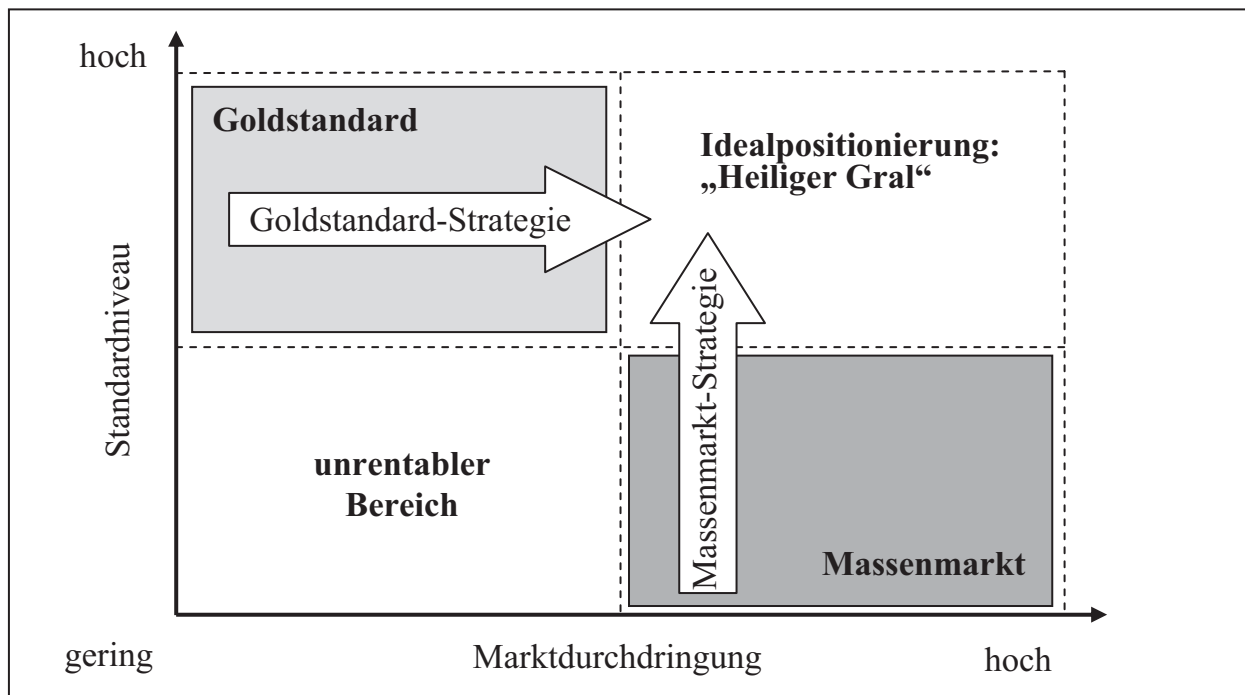 hoch
Goldstandard
Idealpositionierung:
„Heiliger Gral“
Goldstandard-Strategie
Standardniveau
Massenmarkt-Strategie
unrentabler
Bereich
Massenmarkt
gering
Marktdurchdringung
hoch